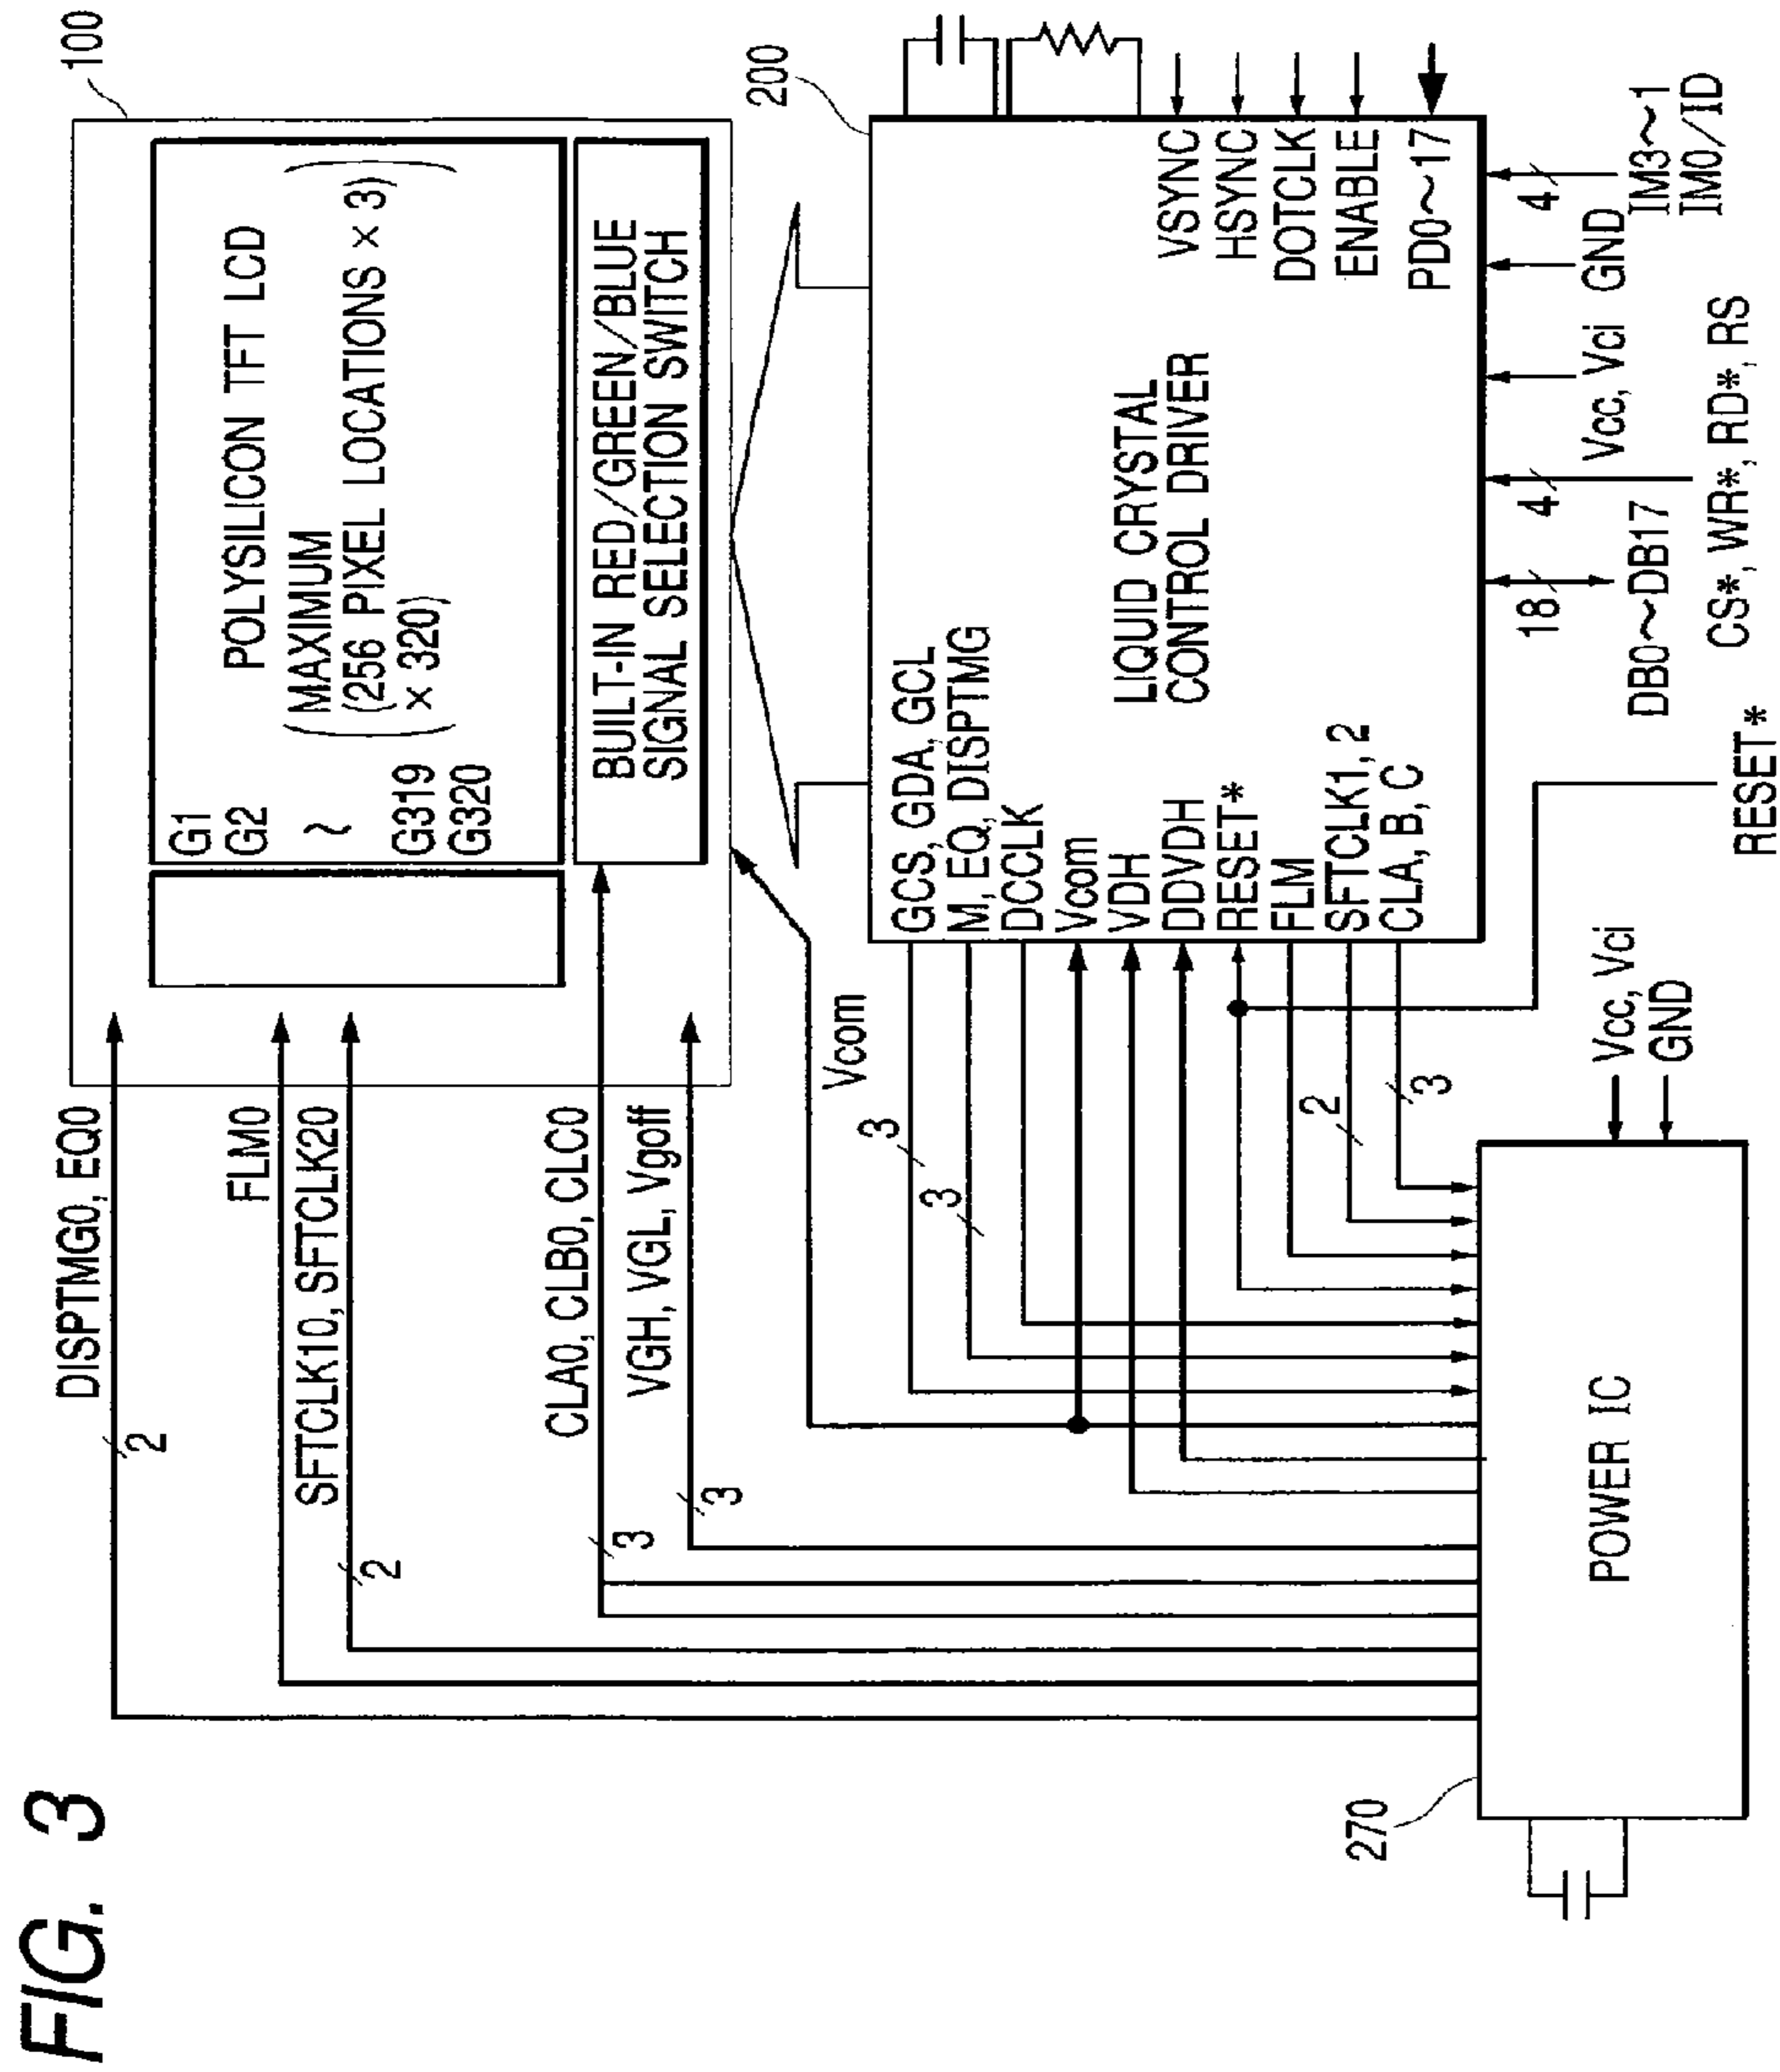 FIG. 3
100
DISPTMG0, EQ0
2
FLM0
SFTCLK10, SFTCLK20
2
CLA0, CLB0, CLC0
3
VGH, VGL, Vgoff
3
G1
G2
~
G319
G320
POLYSILICON TFT LCD
(MAXIMUM
(256 PIXEL LOCATIONS × 3)
× 320))
BUILT-IN RED/GREEN/BLUE
SIGNAL SELECTION SWITCH
Vcom
200
3
3
2
3
GCS, GDA, GCL
M, EQ, DISPTMG
DCCLK
Vcom
VDH
DDVDH
RESET*
FLM
SFTCLK1, 2
CLA, B, C
LIQUID CRYSTAL
CONTROL DRIVER
VSYNC
HSYNC
DOTCLK
ENABLE
PD0~17
18
DB0~DB17
4
CS*, WR*, RD*, RS
Vcc, Vci
GND
4
IM3~1
IM0/ID
RESET*
270
POWER IC
Vcc, Vci
GND